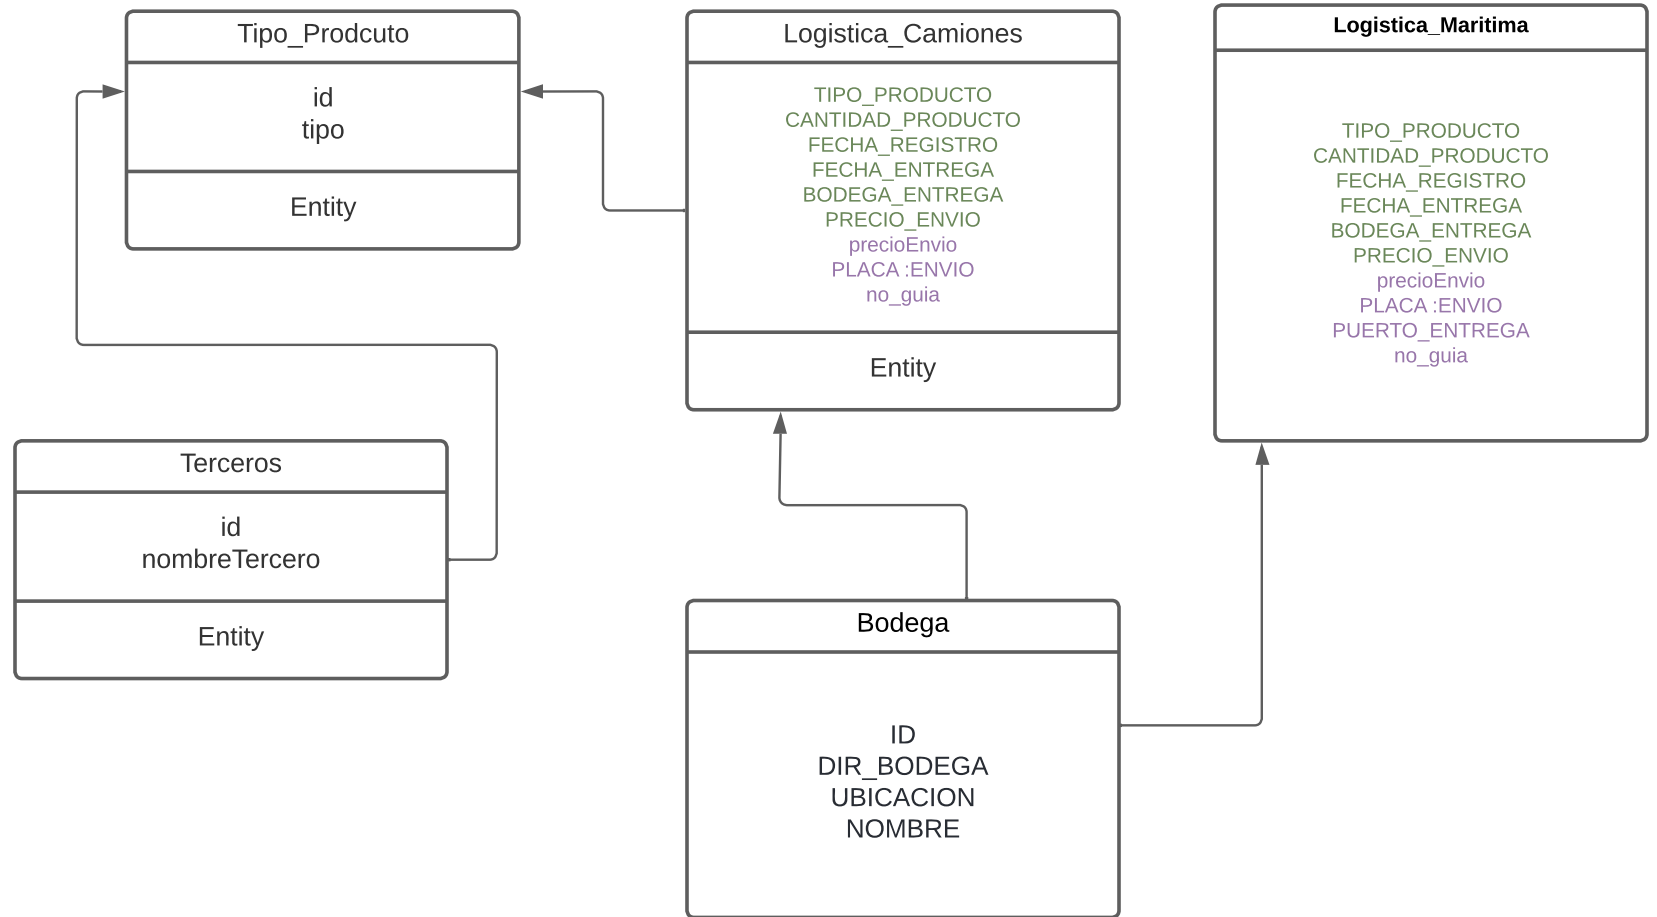 Tipo_Prodcuto
id
tipo
Entity
Logistica_Camiones
TIPO_PRODUCTO
CANTIDAD_PRODUCTO
FECHA_REGISTRO
FECHA_ENTREGA
BODEGA_ENTREGA
PRECIO_ENVIO
precioEnvio
PLACA :ENVIO
no_guia
Entity
Logistica_Maritima
TIPO_PRODUCTO
CANTIDAD_PRODUCTO
FECHA_REGISTRO
FECHA_ENTREGA
BODEGA_ENTREGA
PRECIO_ENVIO
precioEnvio
PLACA :ENVIO
PUERTO_ENTREGA
no_guia
Terceros
id
nombreTercero
Entity
Bodega
ID
DIR_BODEGA
UBICACION
NOMBRE